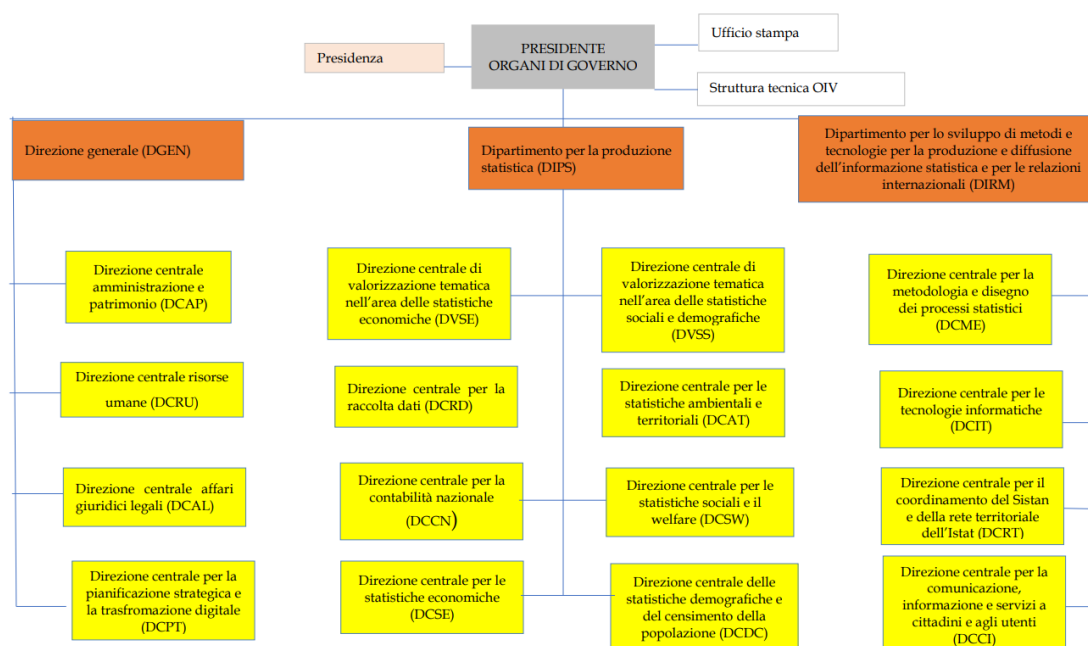 Ufficio stampa
PRESIDENTE
ORGANI DI GOVERNO
Presidenza
Struttura tecnica OIV
Direzione generale (DGEN)
Dipartimento per la produzione
statistica (DIPS)
Dipartimento per lo sviluppo di metodi e
tecnologie per la produzione e diffusione
dell’informazione statistica e per le relazioni
internazionali (DIRM)
Direzione centrale
amministrazione e
patrimonio (DCAP)
Direzione centrale di
valorizzazione tematica
nell’area delle statistiche
economiche (DVSE)
Direzione centrale di
valorizzazione tematica
nell’area delle statistiche
sociali e demografiche
(DVSS)
Direzione centrale per la
metodologia e disegno
dei processi statistici
(DCME)
Direzione centrale risorse
umane (DCRU)
Direzione centrale per la
raccolta dati (DCRD)
Direzione centrale per le
statistiche ambientali e
territoriali (DCAT)
Direzione centrale per le
tecnologie informatiche
(DCIT)
Direzione centrale affari
giuridici legali (DCAL)
Direzione centrale per la
contabilità nazionale
(DCCN)
Direzione centrale per le
statistiche sociali e il
welfare (DCSW)
Direzione centrale per il
coordinamento del Sistan
e della rete territoriale
dell’Istat (DCRT)
Direzione centrale per la
pianificazione strategica e
la trasfromazione digitale
(DCPT)
Direzione centrale per le
statistiche economiche
(DCSE)
Direzione centrale delle
statistiche demografiche e
del censimento della
popolazione (DCDC)
Direzione centrale per la
comunicazione,
informazione e servizi a
cittadini e agli utenti
(DCCI)